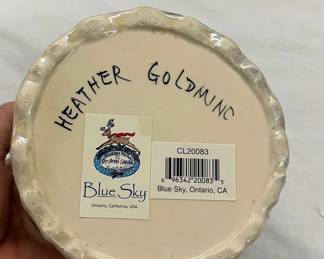 HEATHER GOLDMINC
Blue Sky
Ontario, California, USA
CL20083
6 96342 20083 5
Blue Sky, Ontario, CA